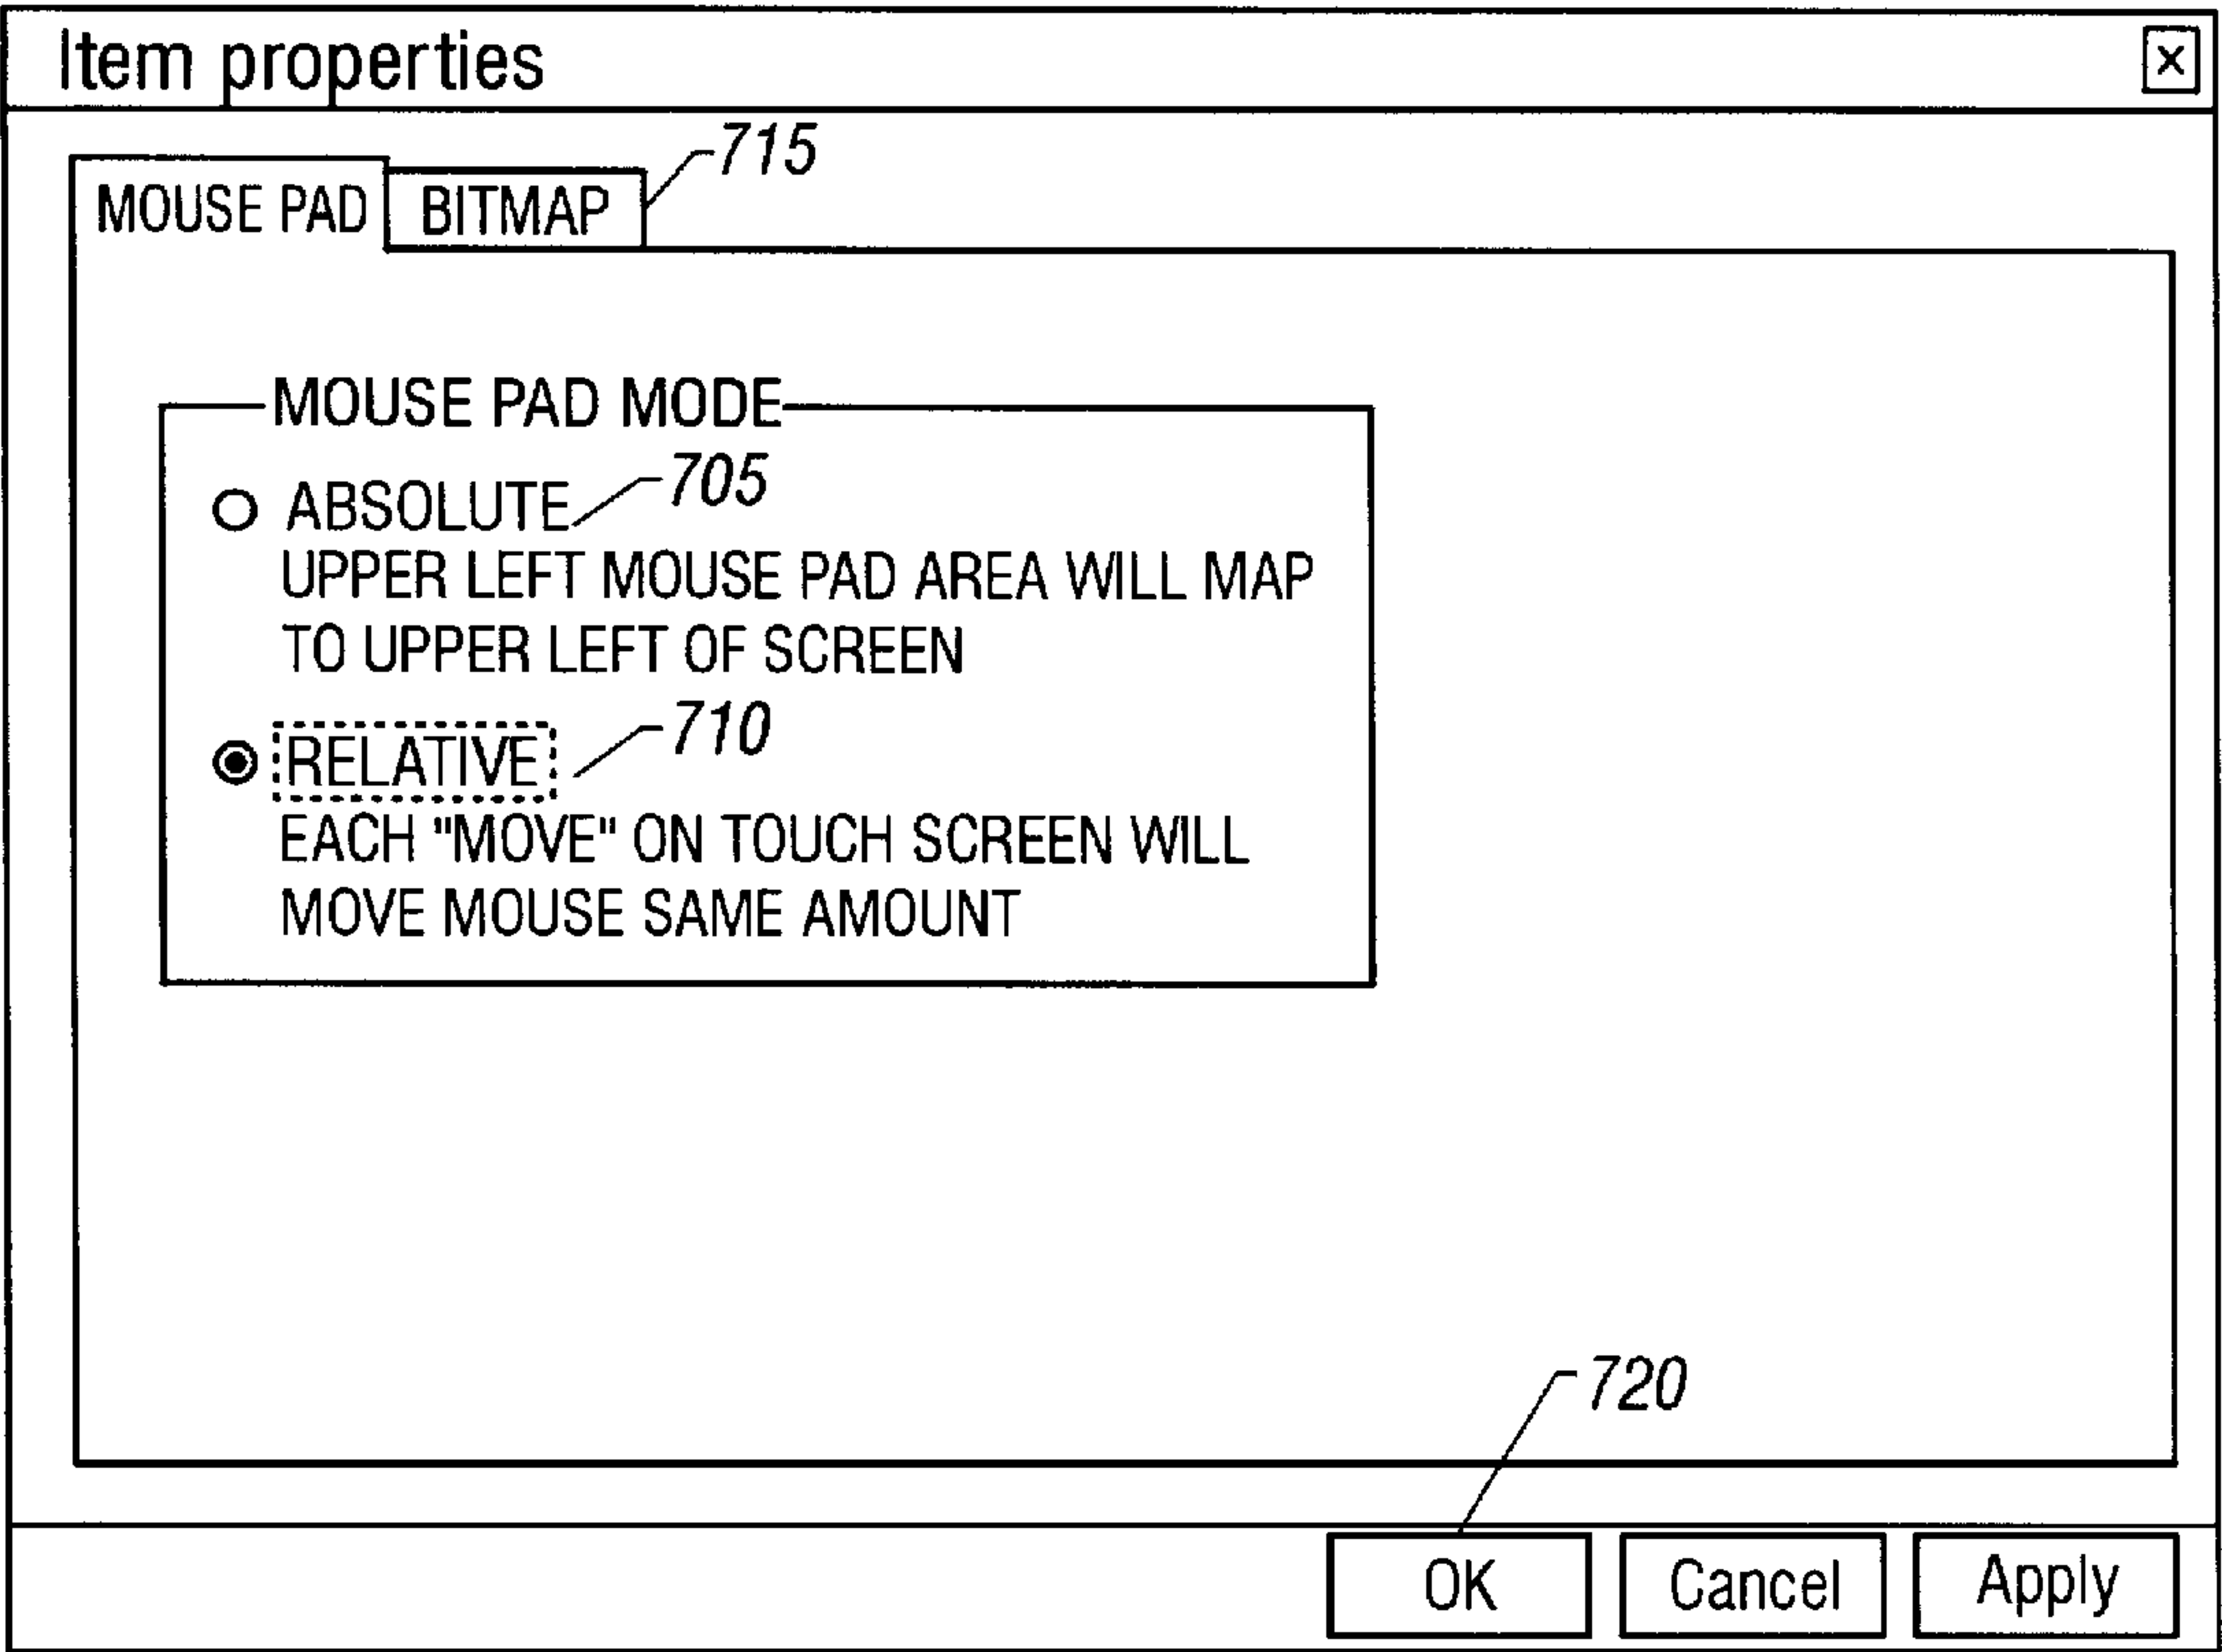 Item properties X
715
MOUSE PAD BITMAP
MOUSE PAD MODE
ABSOLUTE 705
UPPER LEFT MOUSE PAD AREA WILL MAP
TO UPPER LEFT OF SCREEN
RELATIVE 710
EACH "MOVE" ON TOUCH SCREEN WILL
MOVE MOUSE SAME AMOUNT
720
OK Cancel Apply